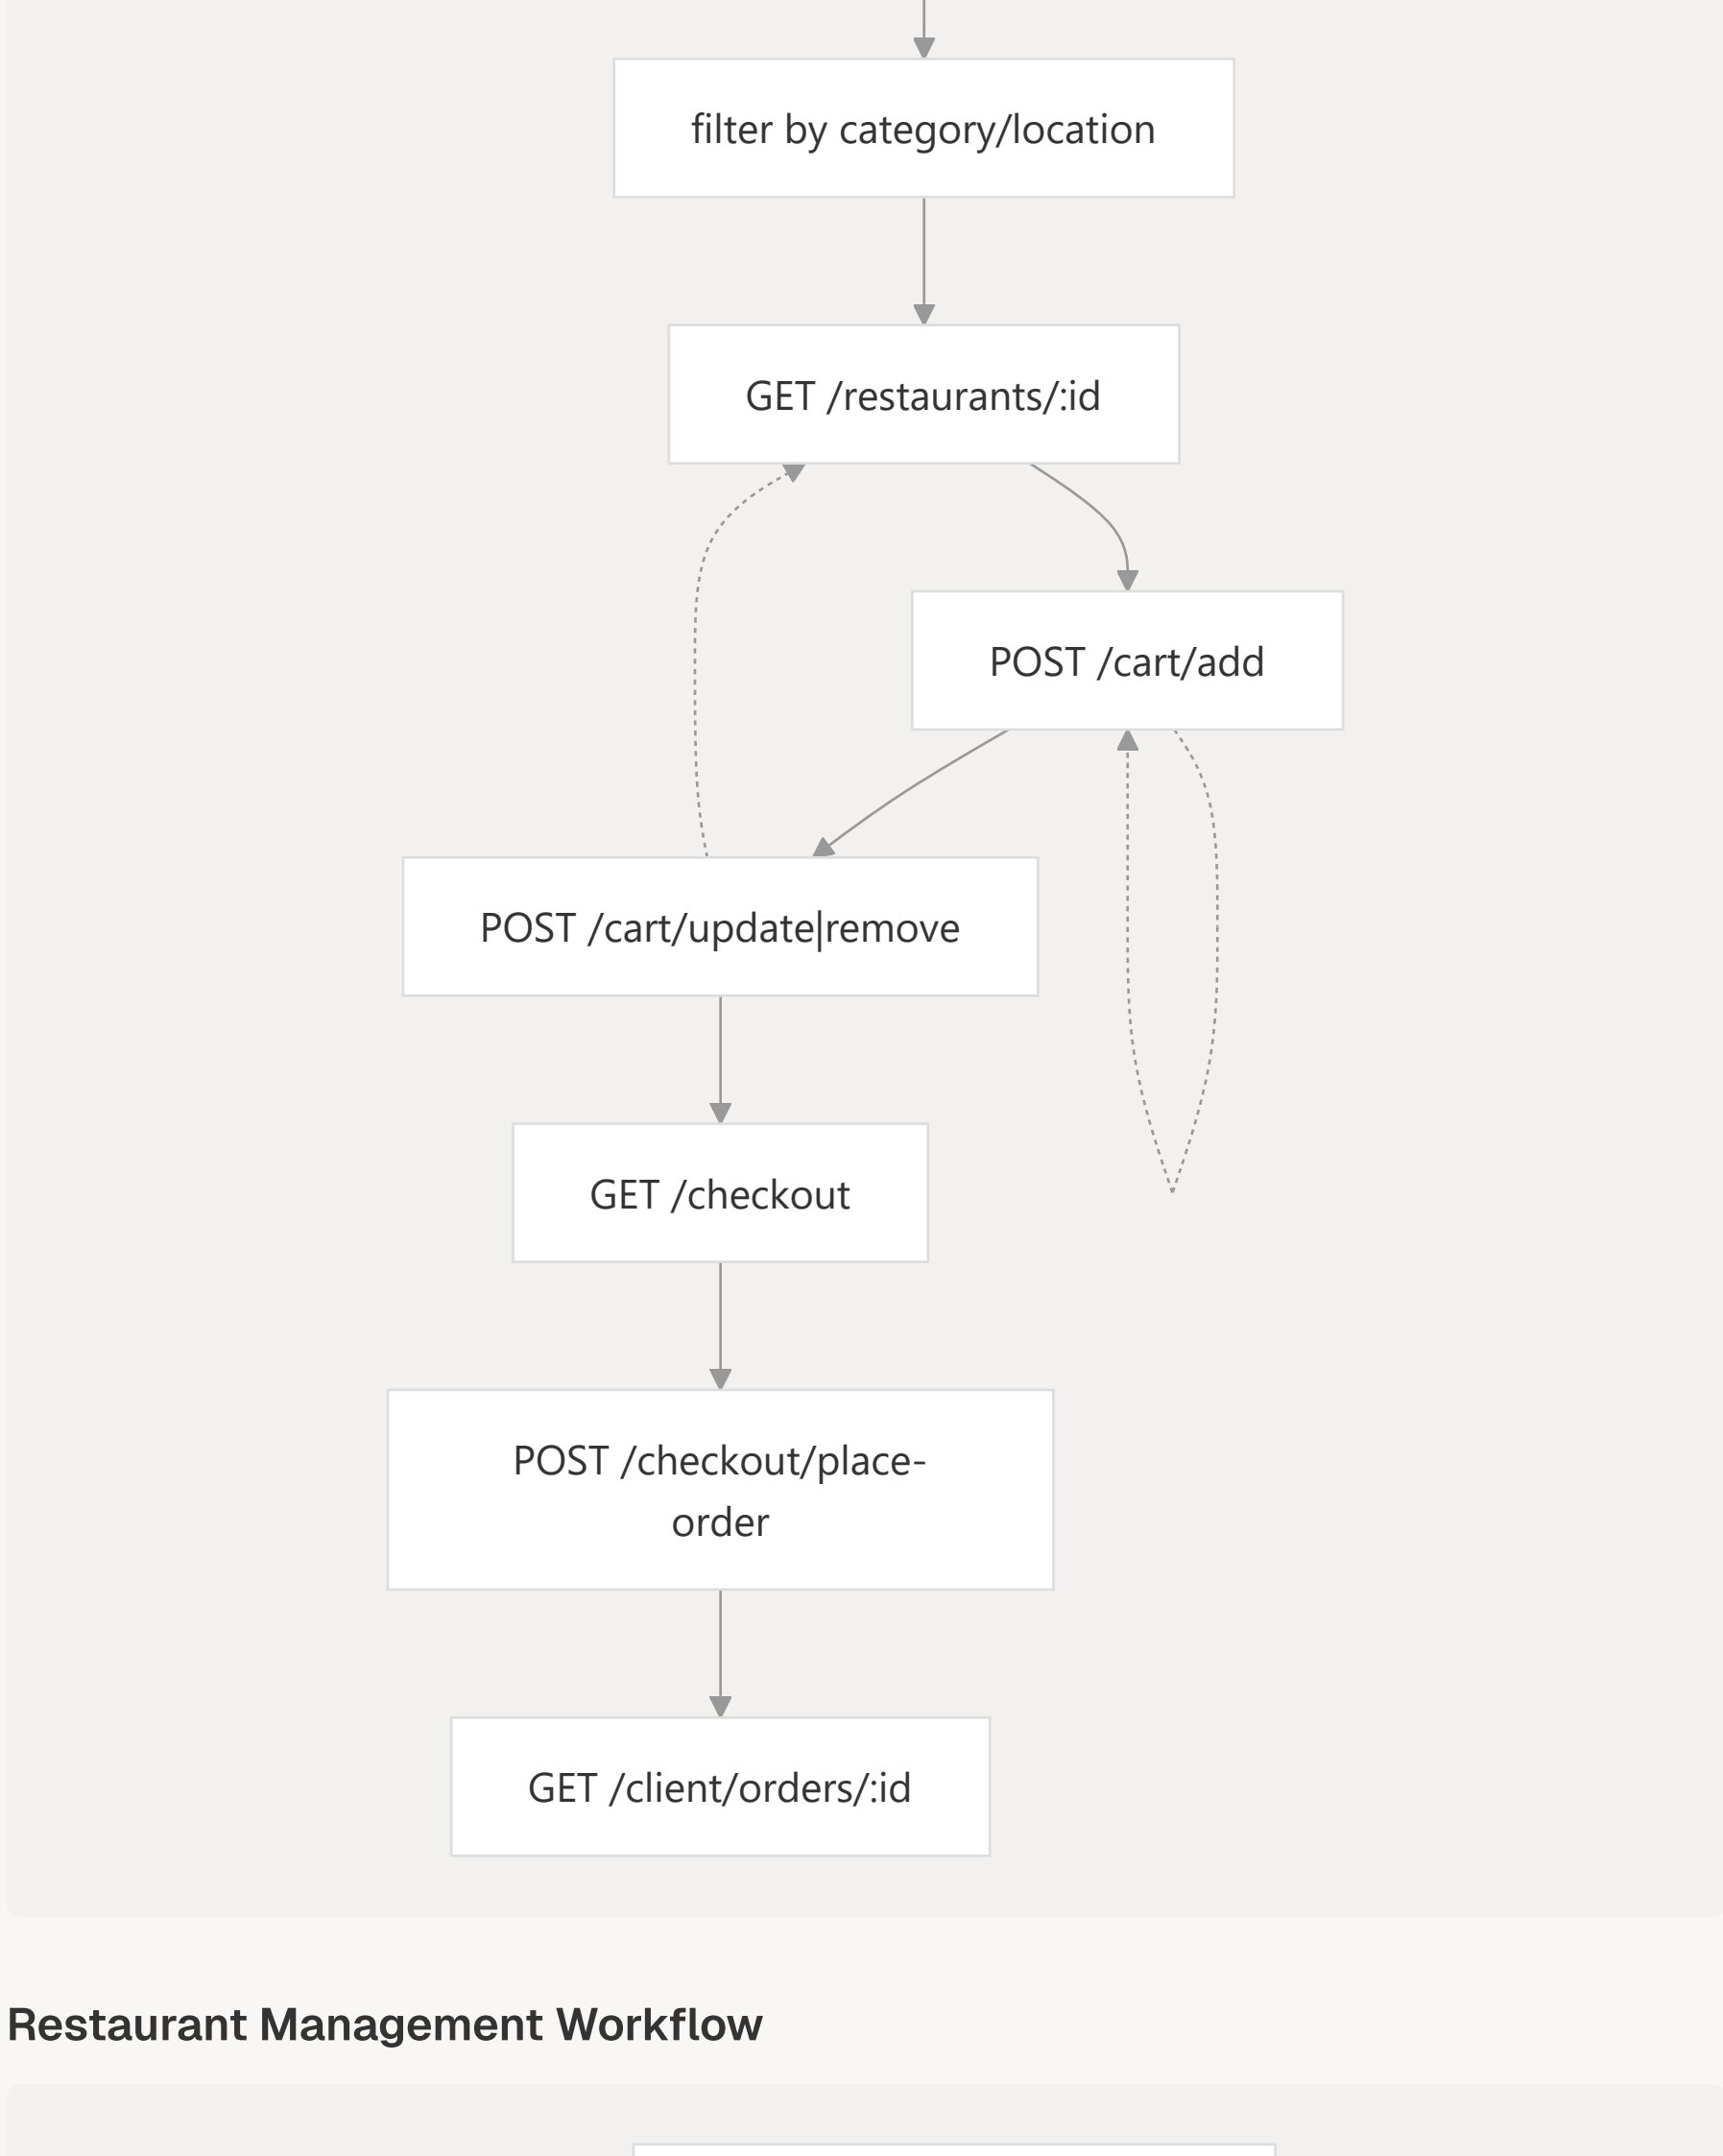 filter by category/location
GET /restaurants/:id
POST /cart/add
POST /cart/update|remove
GET /checkout
POST /checkout/place-
order
GET /client/orders/:id
Restaurant Management Workflow